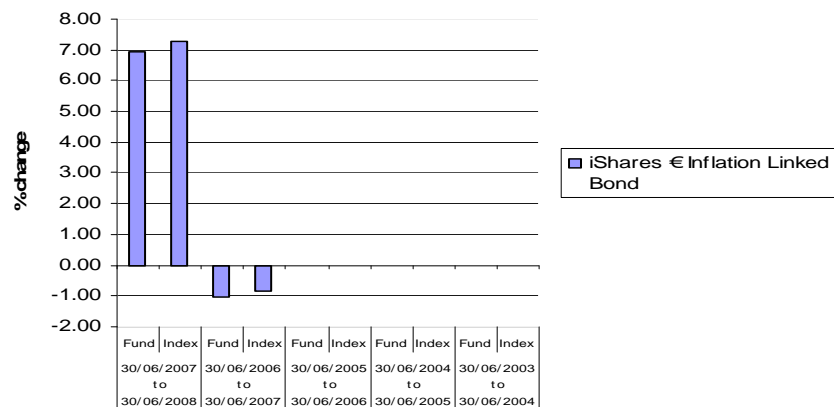 8.00
7.00
6.00
5.00
4.00
3.00
2.00
1.00
0.00
-1.00
-2.00
% change
Fund Index Fund Index Fund Index Fund Index Fund Index
30/06/2007 30/06/2006 30/06/2005 30/06/2004 30/06/2003
to to to to to
30/06/2008 30/06/2007 30/06/2006 30/06/2005 30/06/2004
iShares € Inflation Linked
Bond